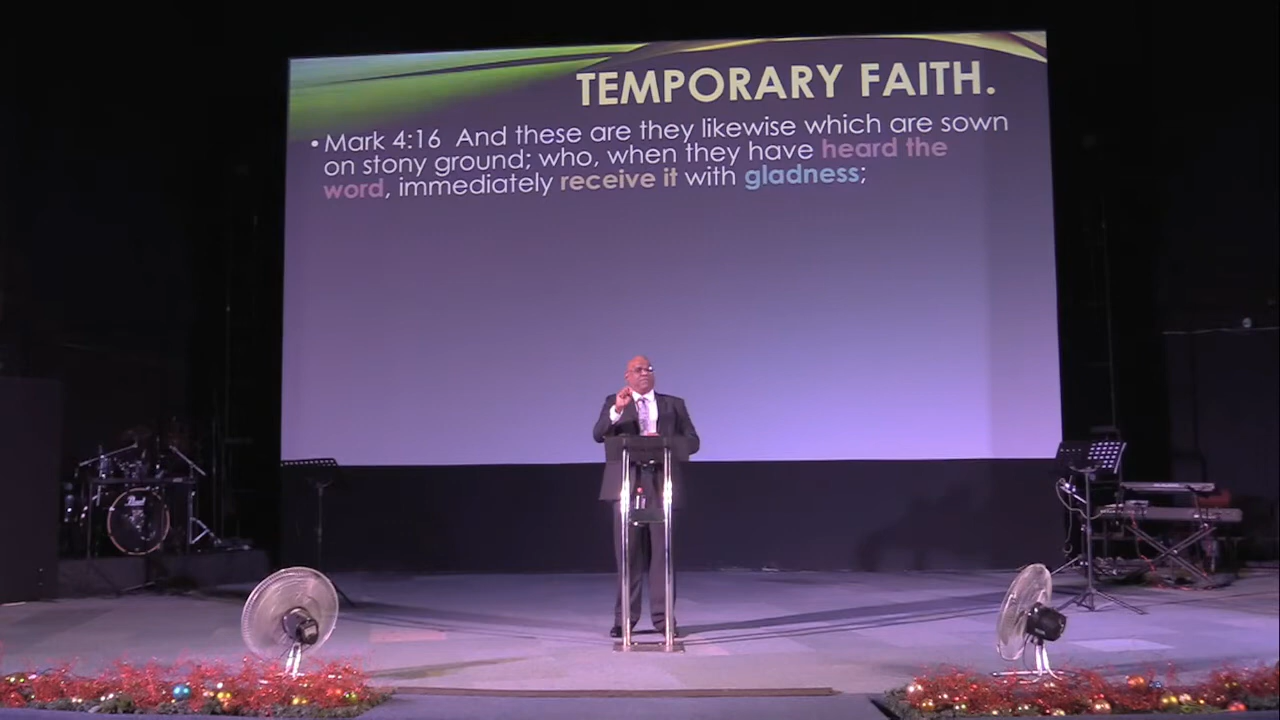 TEMPORARY FAITH.
• Mark 4:16 And these are they likewise which are sown
on stony ground; who, when they have heard the
word, immediately receive it with gladness;
Pearl